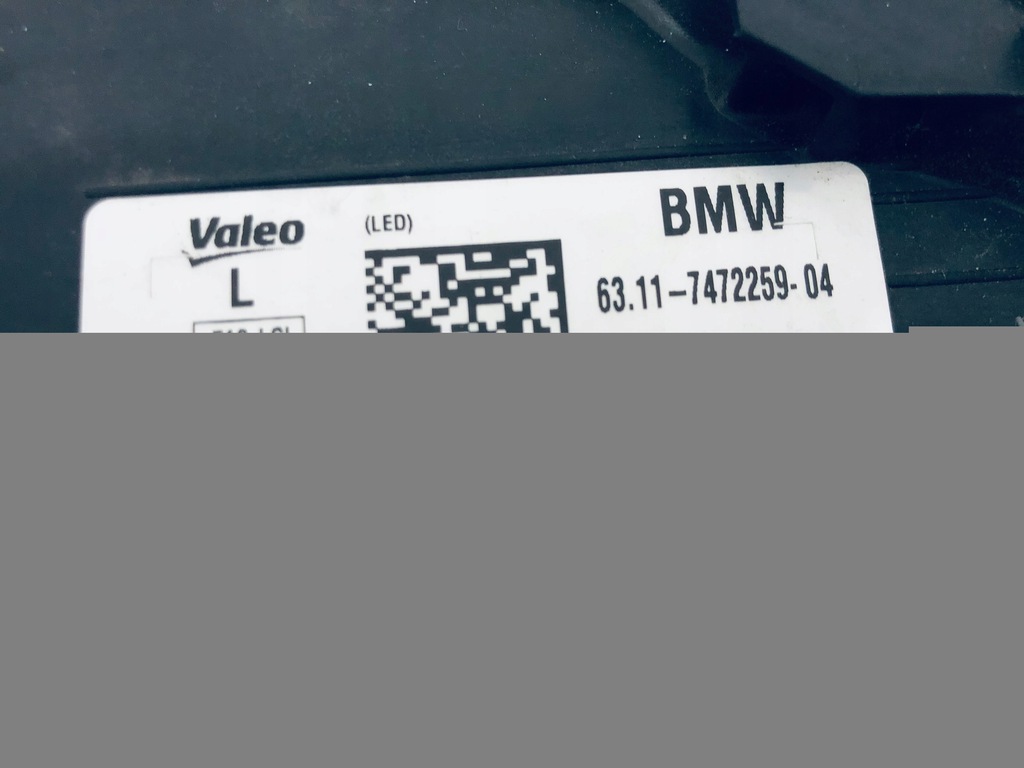 Valeo
(LED)
BMW
L
63.11-7472259-04